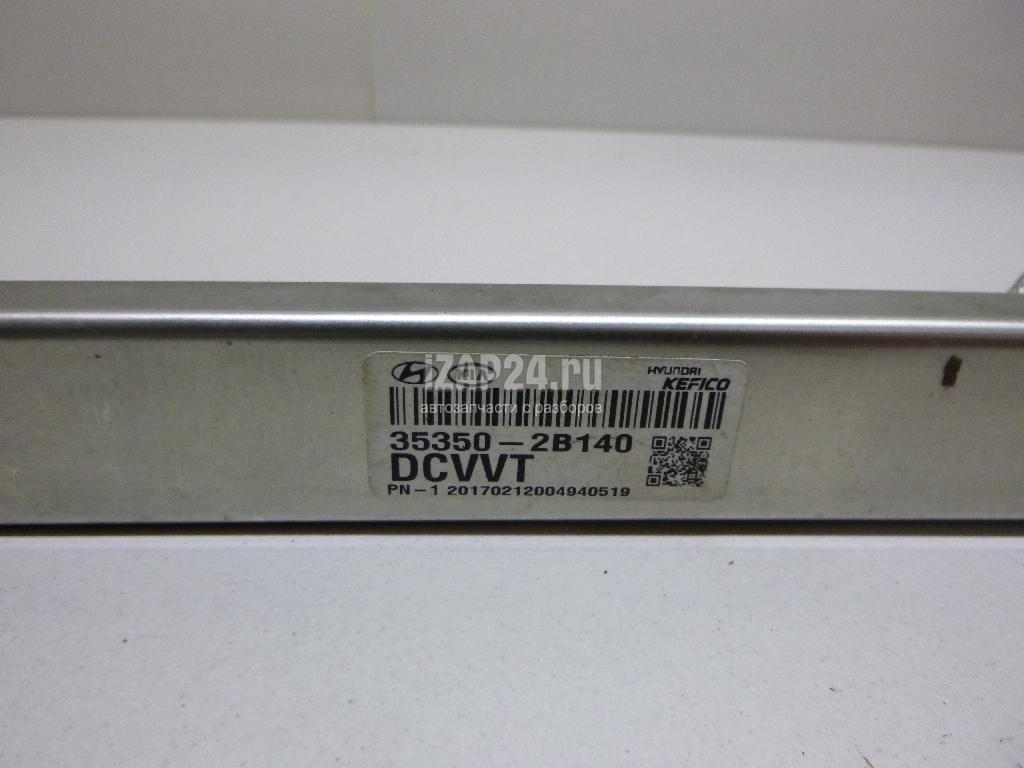 iZAP24.ru
автозапчасти с разборов
HYUNDAI
KEFICO
35350-2B140
DCVVT
PN-1 20170212004940519